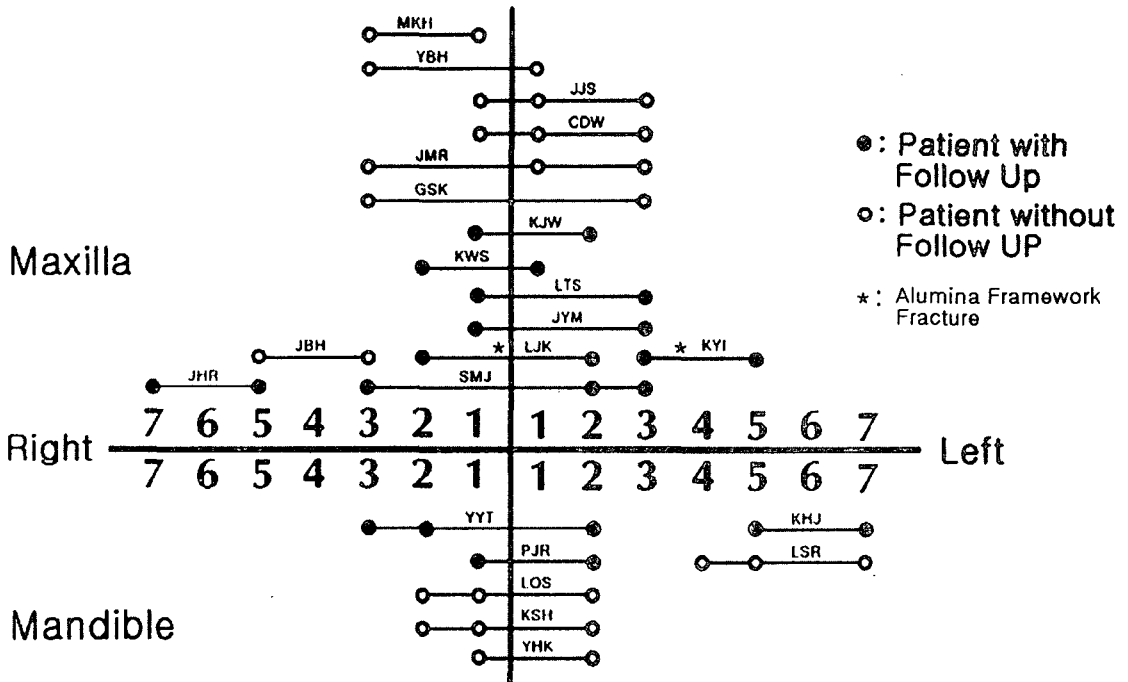 MKH
YBH
JJS
CDW
JMR
GSK
KJW
KWS
LTS
JYM
JBH * LJK * KYI
JHR SMJ
●: Patient with
Follow Up
○: Patient without
Follow UP
*: Alumina Framework
Fracture
Maxilla
7 6 5 4 3 2 1 1 2 3 4 5 6 7
Right Left
7 6 5 4 3 2 1 1 2 3 4 5 6 7
YYT KHJ
PJR LSR
LOS
KSH
YHK
Mandible